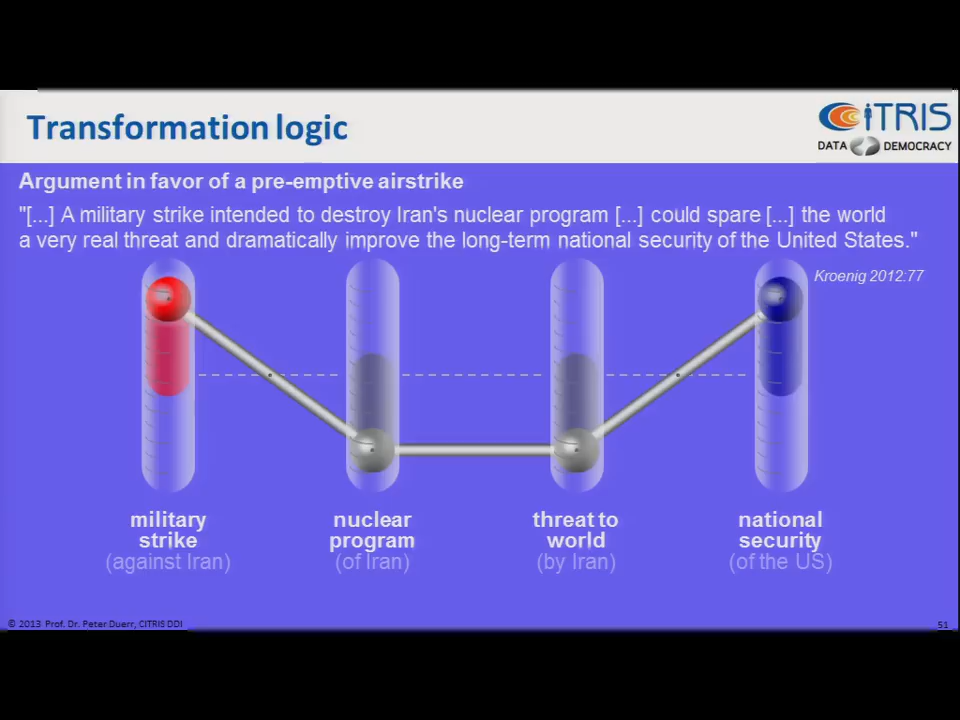 Transformation logic
CiTRIS
DATA DEMOCRACY
Argument in favor of a pre-emptive airstrike
"[...] A military strike intended to destroy Iran's nuclear program [...] could spare [...] the world
a very real threat and dramatically improve the long-term national security of the United States."
Kroenig 2012:77
military
strike
(against Iran)
nuclear
program
(of Iran)
threat to
world
(by Iran)
national
security
(of the US)
© 2013 Prof. Dr. Peter Duerr, CITRIS DDI
51